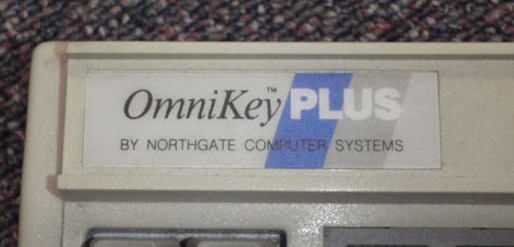 OmniKey™ PLUS
BY NORTHGATE COMPUTER SYSTEMS